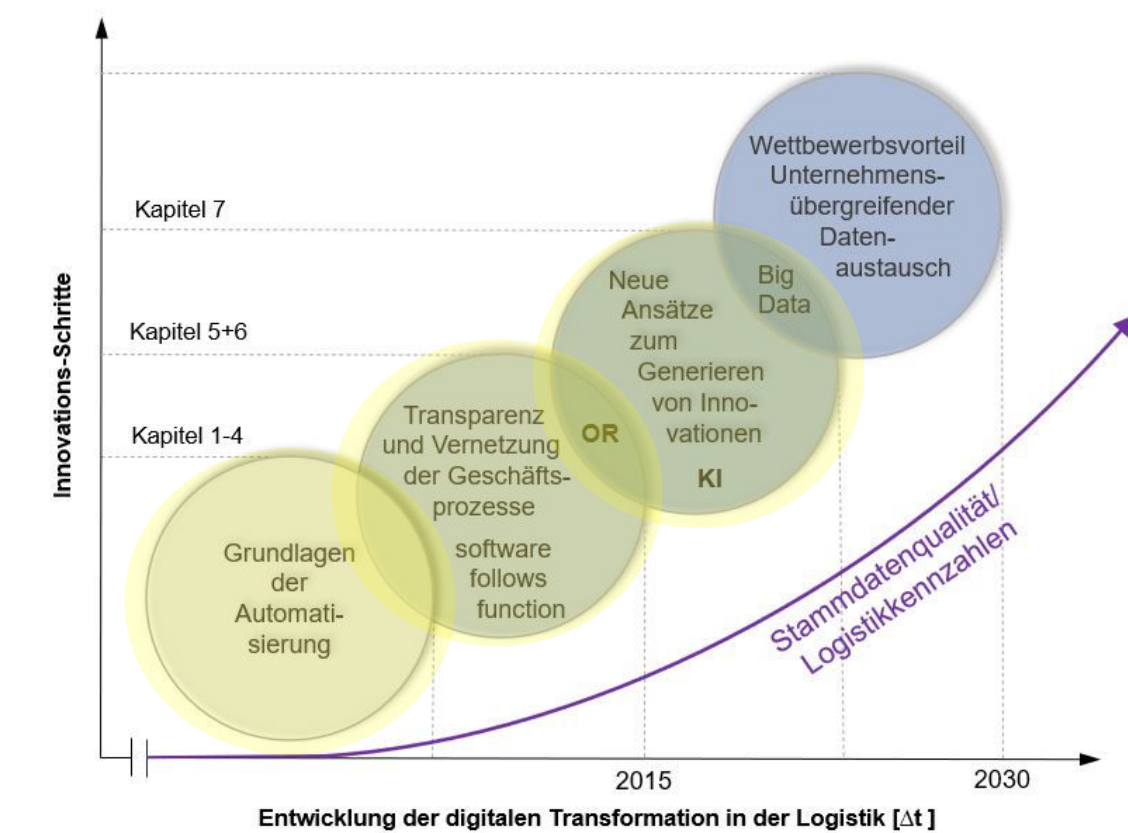 Wettbewerbsvorteil
Unternehmens-
übergreifender
Daten-
austausch
Kapitel 7
Big
Data
Neue
Ansätze
zum
Generieren
von Inno-
vationen
KI
Kapitel 5+6
OR
Transparenz
und Vernetzung
der Geschäfts-
prozesse
software
follows
function
Kapitel 1-4
Grundlagen
der
Automati-
sierung
Innovations-Schritte
Stammdatenqualität/
Logistikkennzahlen
2015
2030
Entwicklung der digitalen Transformation in der Logistik [Δt ]